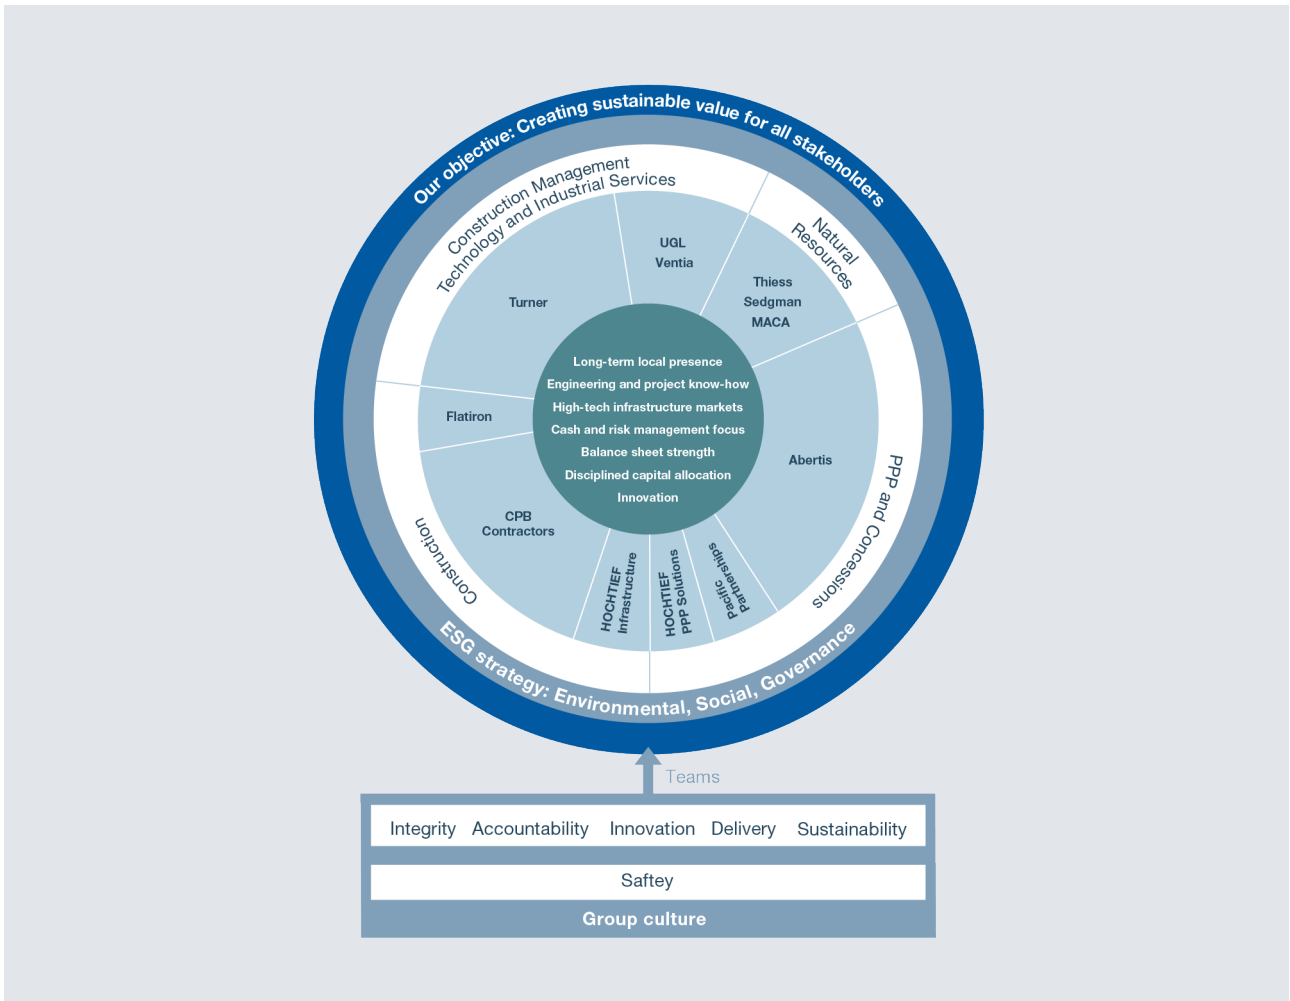 Our objective: Creating sustainable value for all stakeholders
Construction Management
Technology and Industrial Services
Natural
Resources
UGL
Ventia
Thiess
Sedgman
MACA
Turner
Flatiron
Long-term local presence
Engineering and project know-how
High-tech infrastructure markets
Cash and risk management focus
Balance sheet strength
Disciplined capital allocation
Innovation
Abertis
PPP and Concessions
CPB
Contractors
Construction
HOCHTIEF
Infrastructure
HOCHTIEF
PPP Solutions
Pacific
Partnerships
ESG strategy: Environmental, Social, Governance
Teams
Integrity Accountability Innovation Delivery Sustainability
Saftey
Group culture